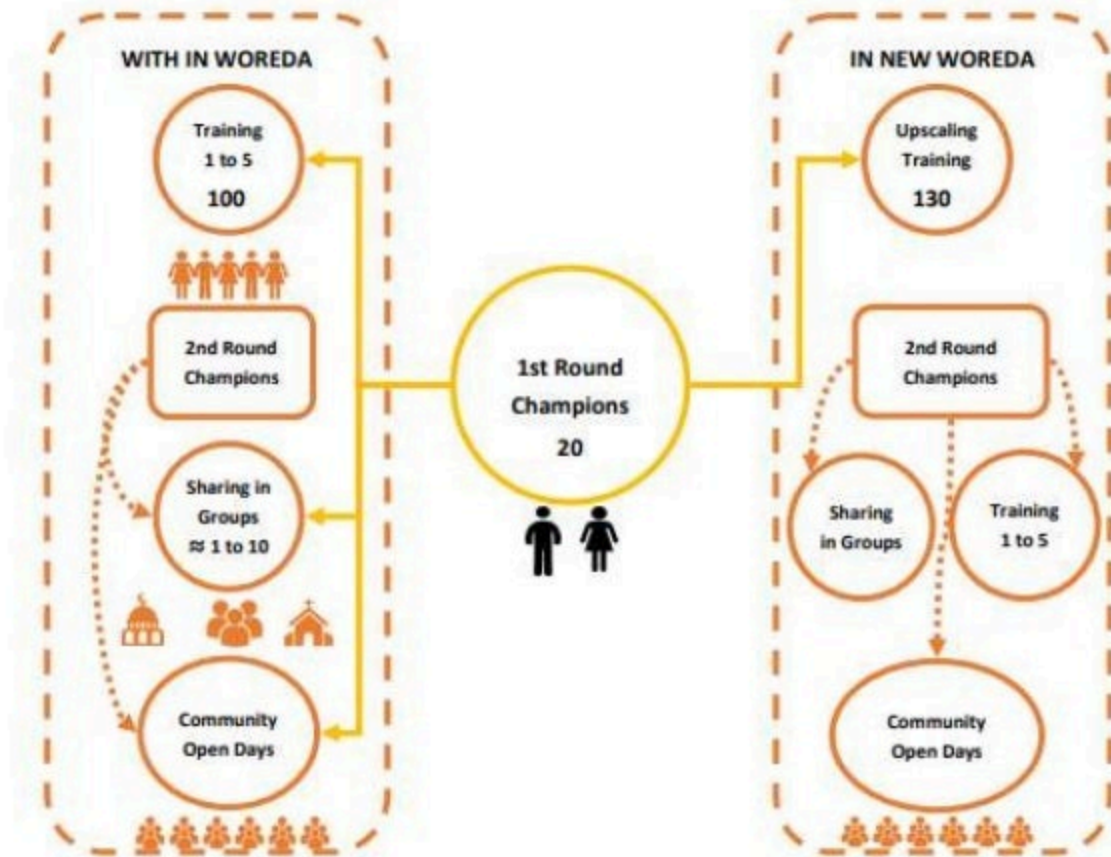 WITH IN WOREDA
Training
1 to 5
100
2nd Round
Champions
Sharing in
Groups
≈ 1 to 10
Community
Open Days
1st Round
Champions
20
IN NEW WOREDA
Upscaling
Training
130
2nd Round
Champions
Sharing
in Groups
Training
1 to 5
Community
Open Days